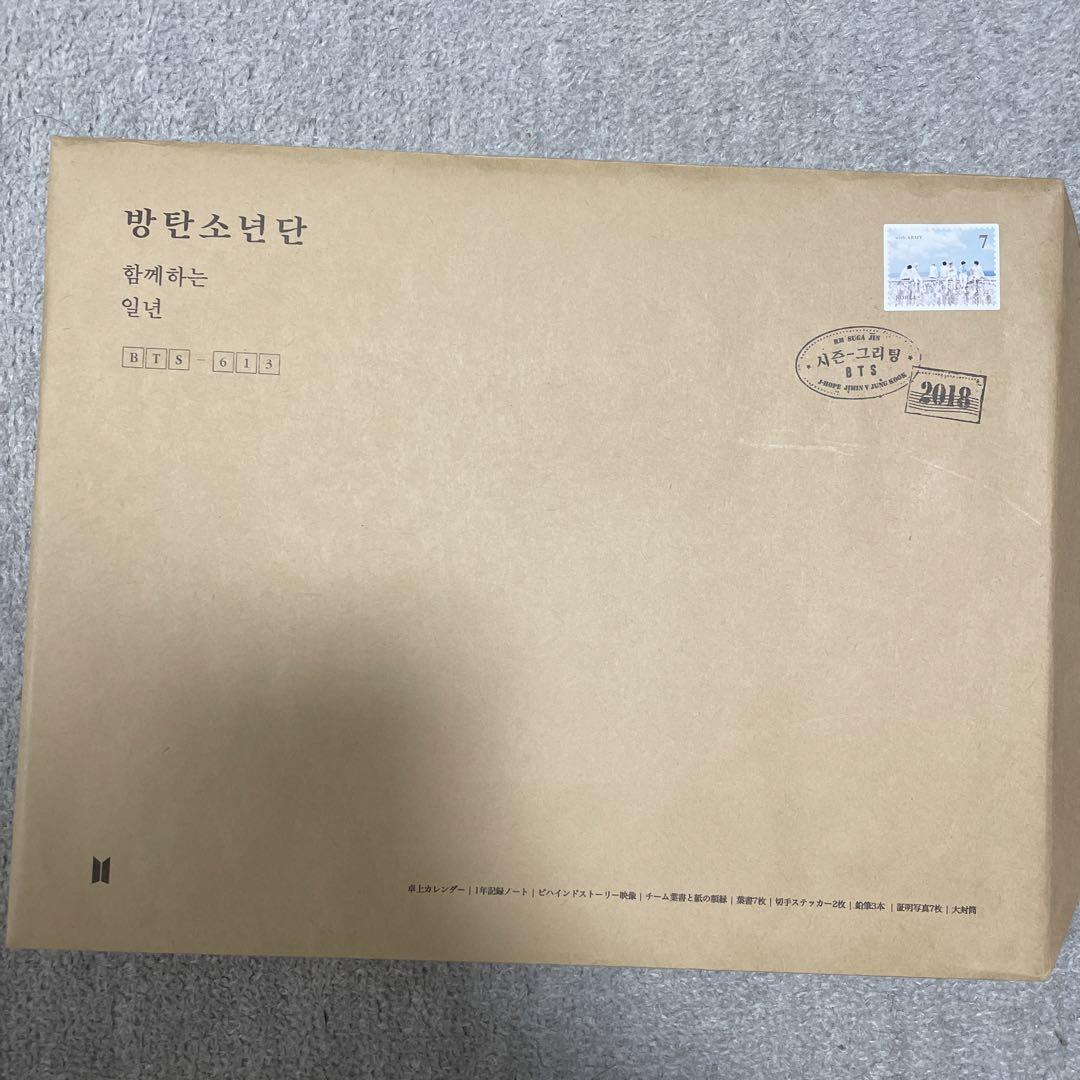 방탄소년단
함께하는
일년
BTS-613
with ARMY
7
RM SUGA JIN
시즌-그리팅
BTS
J-HOPE JIMIN V JUNG KOOK
2018
卓上カレンダー | 1年記録ノート | ビハインドストーリー映像 | チーム葉書と紙の額縁 | 葉書7枚 | 切手ステッカー2枚 | 鉛筆3本 | 証明写真7枚 | 大封筒